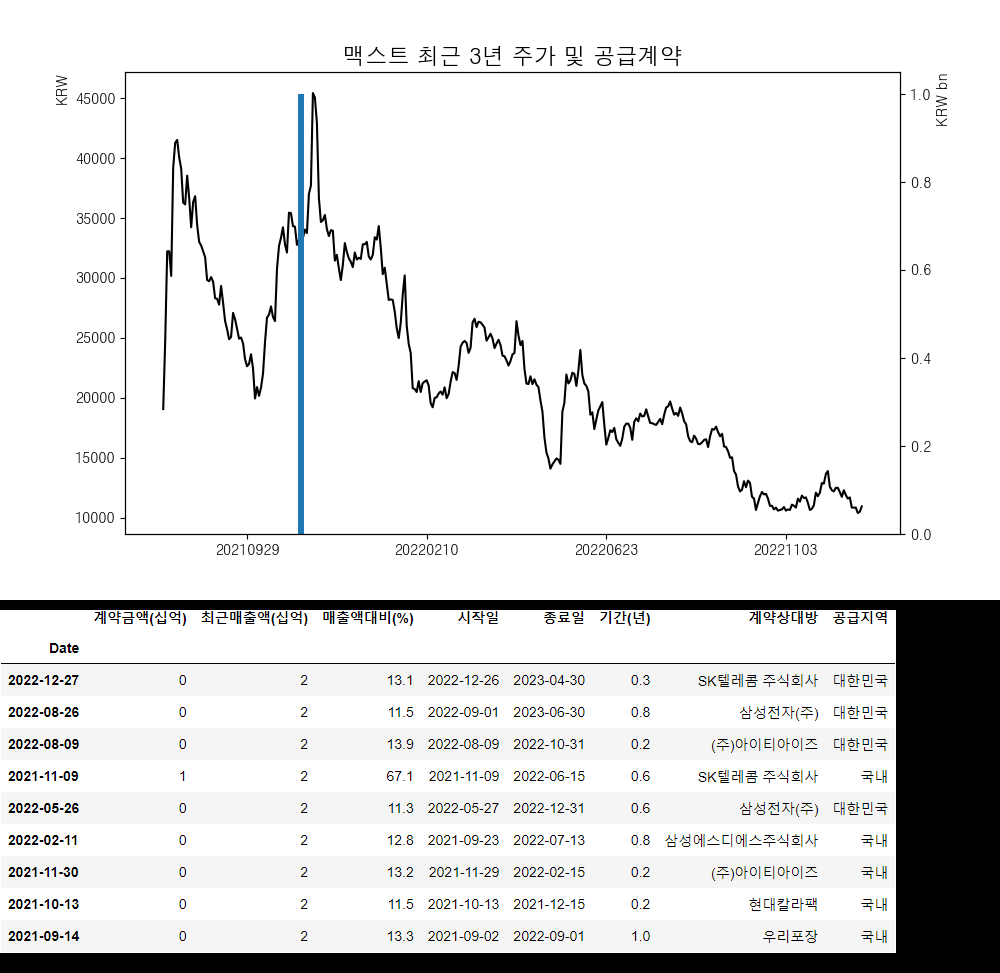 맥스트 최근 3년 주가 및 공급계약
KRW
KRW bn
45000
40000
35000
30000
25000
20000
15000
10000
1.0
0.8
0.6
0.4
0.2
0.0
20210929 20220210 20220623 20221103
계약금액(십억) 최근매출액(십억) 매출액대비(%) 시작일 종료일 기간(년) 계약상대방 공급지역
Date
2022-12-27 0 2 13.1 2022-12-26 2023-04-30 0.3 SK텔레콤 주식회사 대한민국
2022-08-26 0 2 11.5 2022-09-01 2023-06-30 0.8 삼성전자(주) 대한민국
2022-08-09 0 2 13.9 2022-08-09 2022-10-31 0.2 (주)아이티아이즈 대한민국
2021-11-09 1 2 67.1 2021-11-09 2022-06-15 0.6 SK텔레콤 주식회사 국내
2022-05-26 0 2 11.3 2022-05-27 2022-12-31 0.6 삼성전자(주) 대한민국
2022-02-11 0 2 12.8 2021-09-23 2022-07-13 0.8 삼성에스디에스주식회사 국내
2021-11-30 0 2 13.2 2021-11-29 2022-02-15 0.2 (주)아이티아이즈 국내
2021-10-13 0 2 11.5 2021-10-13 2021-12-15 0.2 현대칼라팩 국내
2021-09-14 0 2 13.3 2021-09-02 2022-09-01 1.0 우리포장 국내